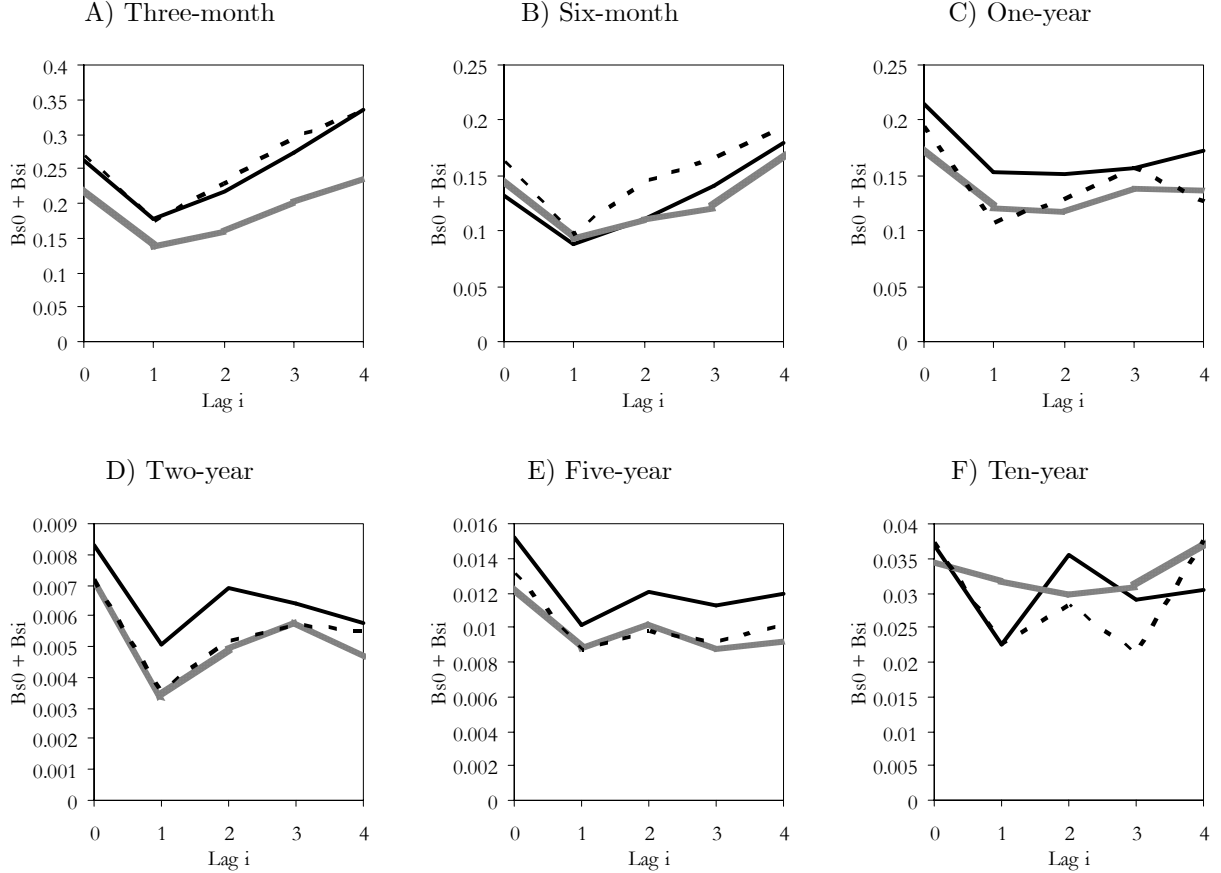 A) Three-month
0.4
0.35
0.3
0.25
0.2
0.15
0.1
0.05
0
Bs0 + Bsi
0 1 2 3 4
Lag i
B) Six-month
0.25
0.2
0.15
0.1
0.05
0
Bs0 + Bsi
0 1 2 3 4
Lag i
C) One-year
0.25
0.2
0.15
0.1
0.05
0
Bs0 + Bsi
0 1 2 3 4
Lag i
D) Two-year
0.009
0.008
0.007
0.006
0.005
0.004
0.003
0.002
0.001
0
Bs0 + Bsi
0 1 2 3 4
Lag i
E) Five-year
0.016
0.014
0.012
0.01
0.008
0.006
0.004
0.002
0
Bs0 + Bsi
0 1 2 3 4
Lag i
F) Ten-year
0.04
0.035
0.03
0.025
0.02
0.015
0.01
0.005
0
Bs0 + Bsi
0 1 2 3 4
Lag i